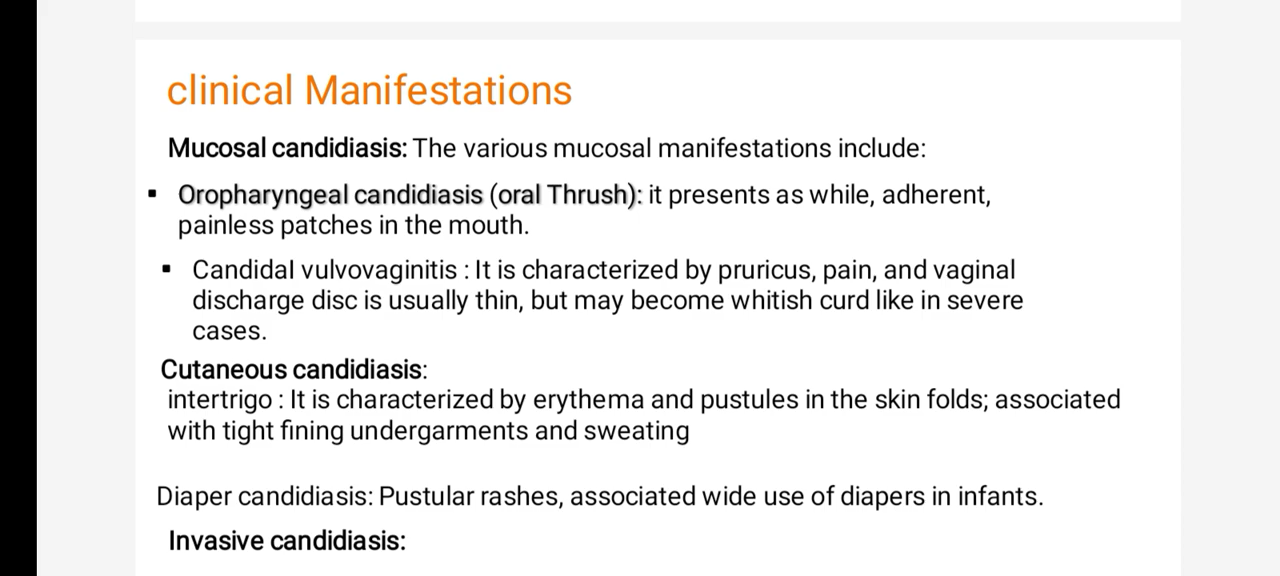 clinical Manifestations
Mucosal candidiasis: The various mucosal manifestations include:
▪ Oropharyngeal candidiasis (oral Thrush): it presents as while, adherent,
painless patches in the mouth.
▪ Candidal vulvovaginitis : It is characterized by pruricus, pain, and vaginal
discharge disc is usually thin, but may become whitish curd like in severe
cases.
Cutaneous candidiasis:
intertrigo : It is characterized by erythema and pustules in the skin folds; associated
with tight fining undergarments and sweating
Diaper candidiasis: Pustular rashes, associated wide use of diapers in infants.
Invasive candidiasis: